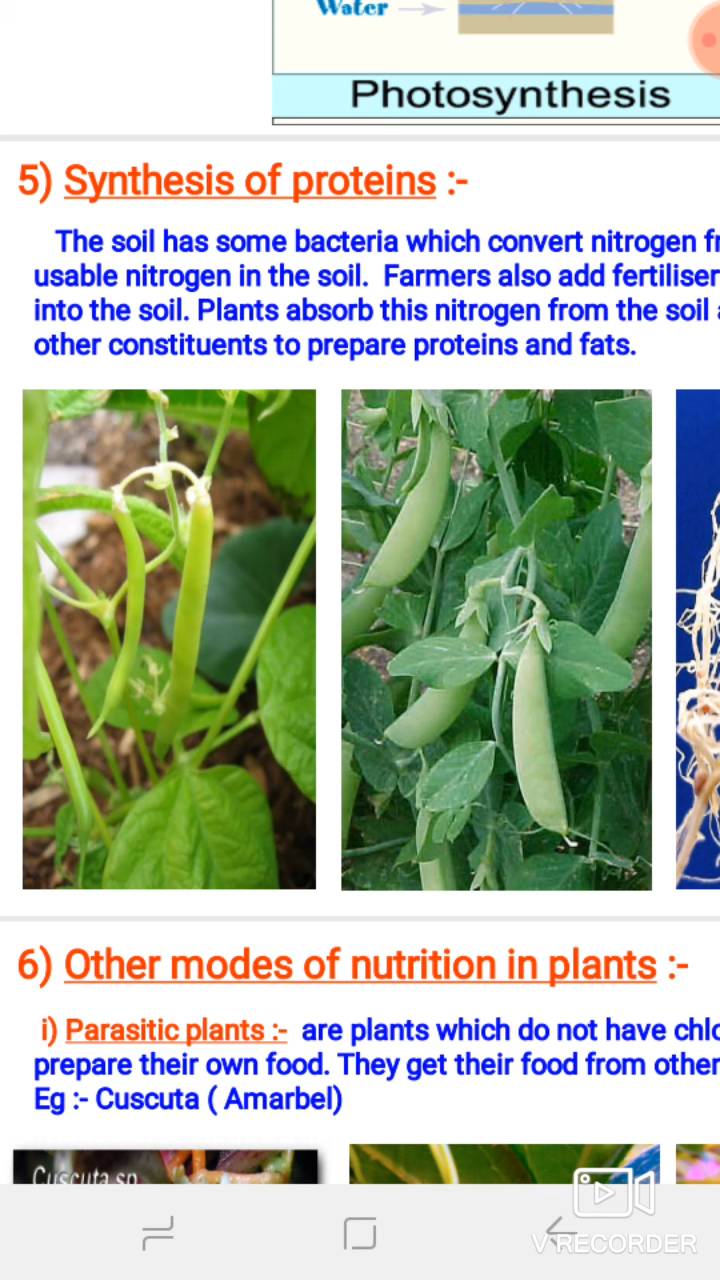 Water
Photosynthesis
5) Synthesis of proteins :-
The soil has some bacteria which convert nitrogen fr
usable nitrogen in the soil. Farmers also add fertiliser
into the soil. Plants absorb this nitrogen from the soil
other constituents to prepare proteins and fats.
6) Other modes of nutrition in plants :-
i) Parasitic plants :- are plants which do not have chlo
prepare their own food. They get their food from other
Eg :- Cuscuta ( Amarbel)
Cuscuta sp
V RECORDER